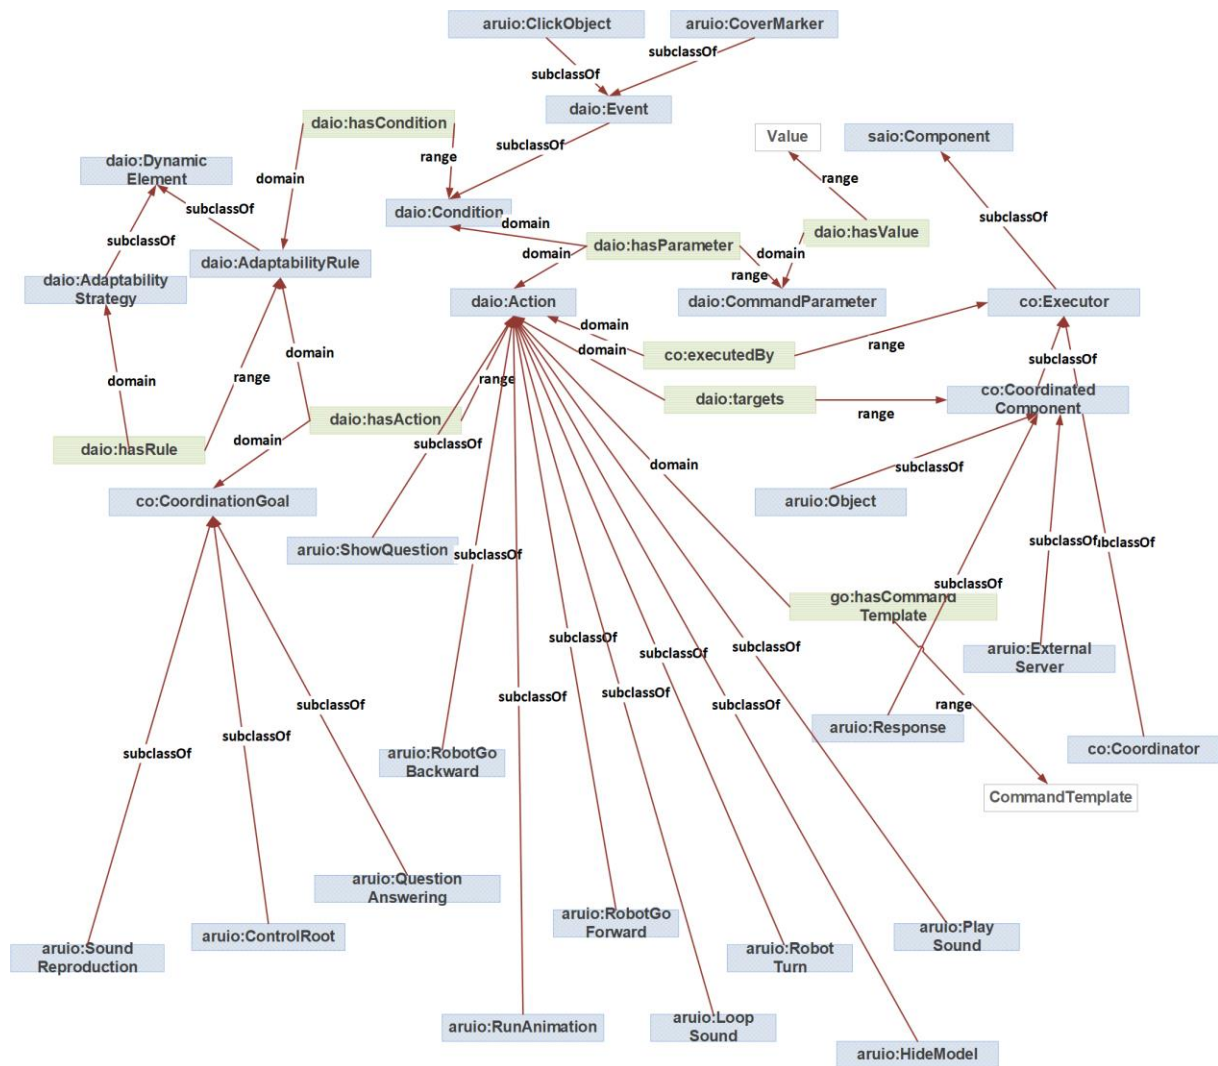 aruio:ClickObject
aruio:CoverMarker
subclassOf
subclassOf
daio:Event
daio:hasCondition
Value
saio:Component
subclassOf
range
daio:Dynamic
Element
domain
range
subclassOf
daio:Condition
domain
daio:hasValue
subclassOf
subclassOf
daio:hasParameter
domain
domain
daio:AdaptabilityRule
range
daio:Adaptability
Strategy
daio:Action
daio:CommandParameter
co:Executor
domain
co:executedBy
range
domain
domain
subclassOf
domain
range
range
daio:targets
range
co:Coordinated
Component
daio:hasAction
daio:hasRule
domain
subclassOf
domain
subclassOf
co:CoordinationGoal
aruio:Object
aruio:ShowQuestion
subclassOf
subclassOf
subclassOf
subclassOf
go:hasCommand
Template
subclassOf
subclassOf
subclassOf
aruio:External
Server
subclassOf
subclassOf
subclassOf
subclassOf
subclassOf
range
subclassOf
subclassOf
aruio:Response
aruio:RobotGo
Backward
co:Coordinator
CommandTemplate
aruio:Question
Answering
aruio:RobotGo
Forward
aruio:Play
Sound
aruio:ControlRoot
aruio:Sound
Reproduction
aruio:Robot
Turn
aruio:RunAnimation
aruio:Loop
Sound
aruio:HideModel